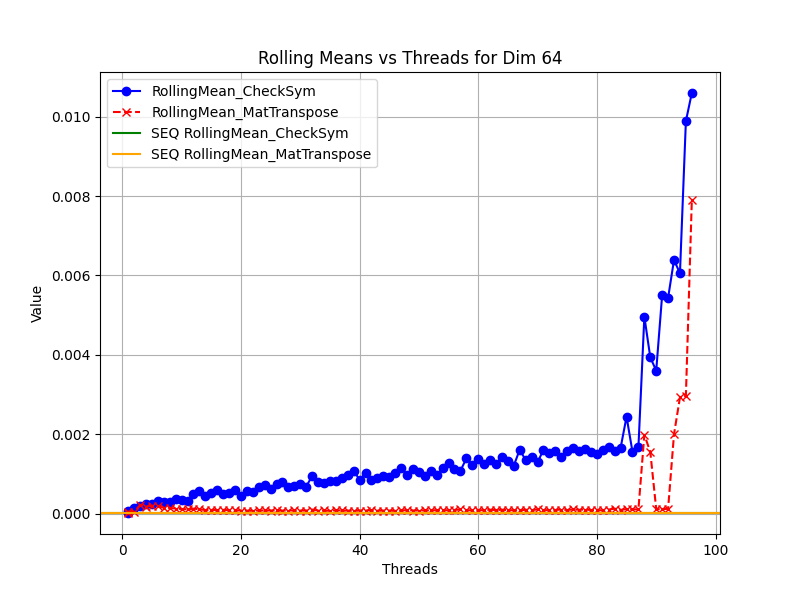 Rolling Means vs Threads for Dim 64
RollingMean_CheckSym
RollingMean_MatTranspose
SEQ RollingMean_CheckSym
SEQ RollingMean_MatTranspose
0.010
0.008
0.006
0.004
0.002
0.000
Value
0 20 40 60 80 100
Threads